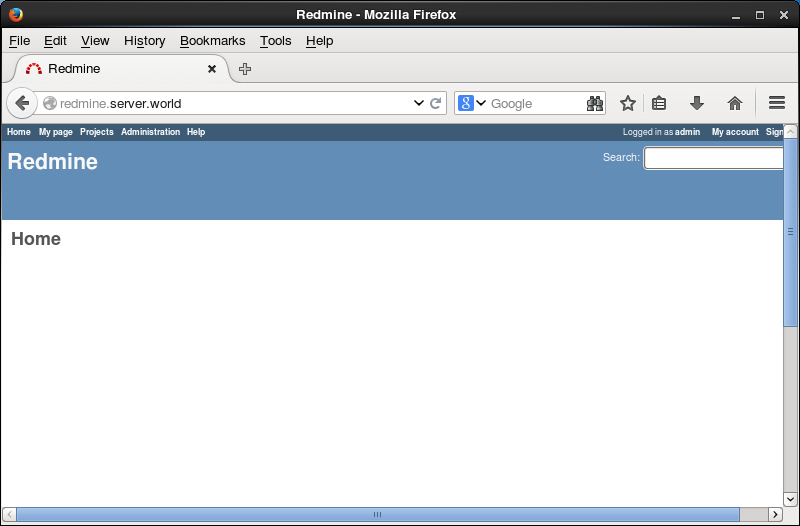 Redmine - Mozilla Firefox
File Edit View History Bookmarks Tools Help
Redmine
redmine.server.world
Google
Home My page Projects Administration Help
Logged in as admin My account Sign
Redmine
Search:
Home